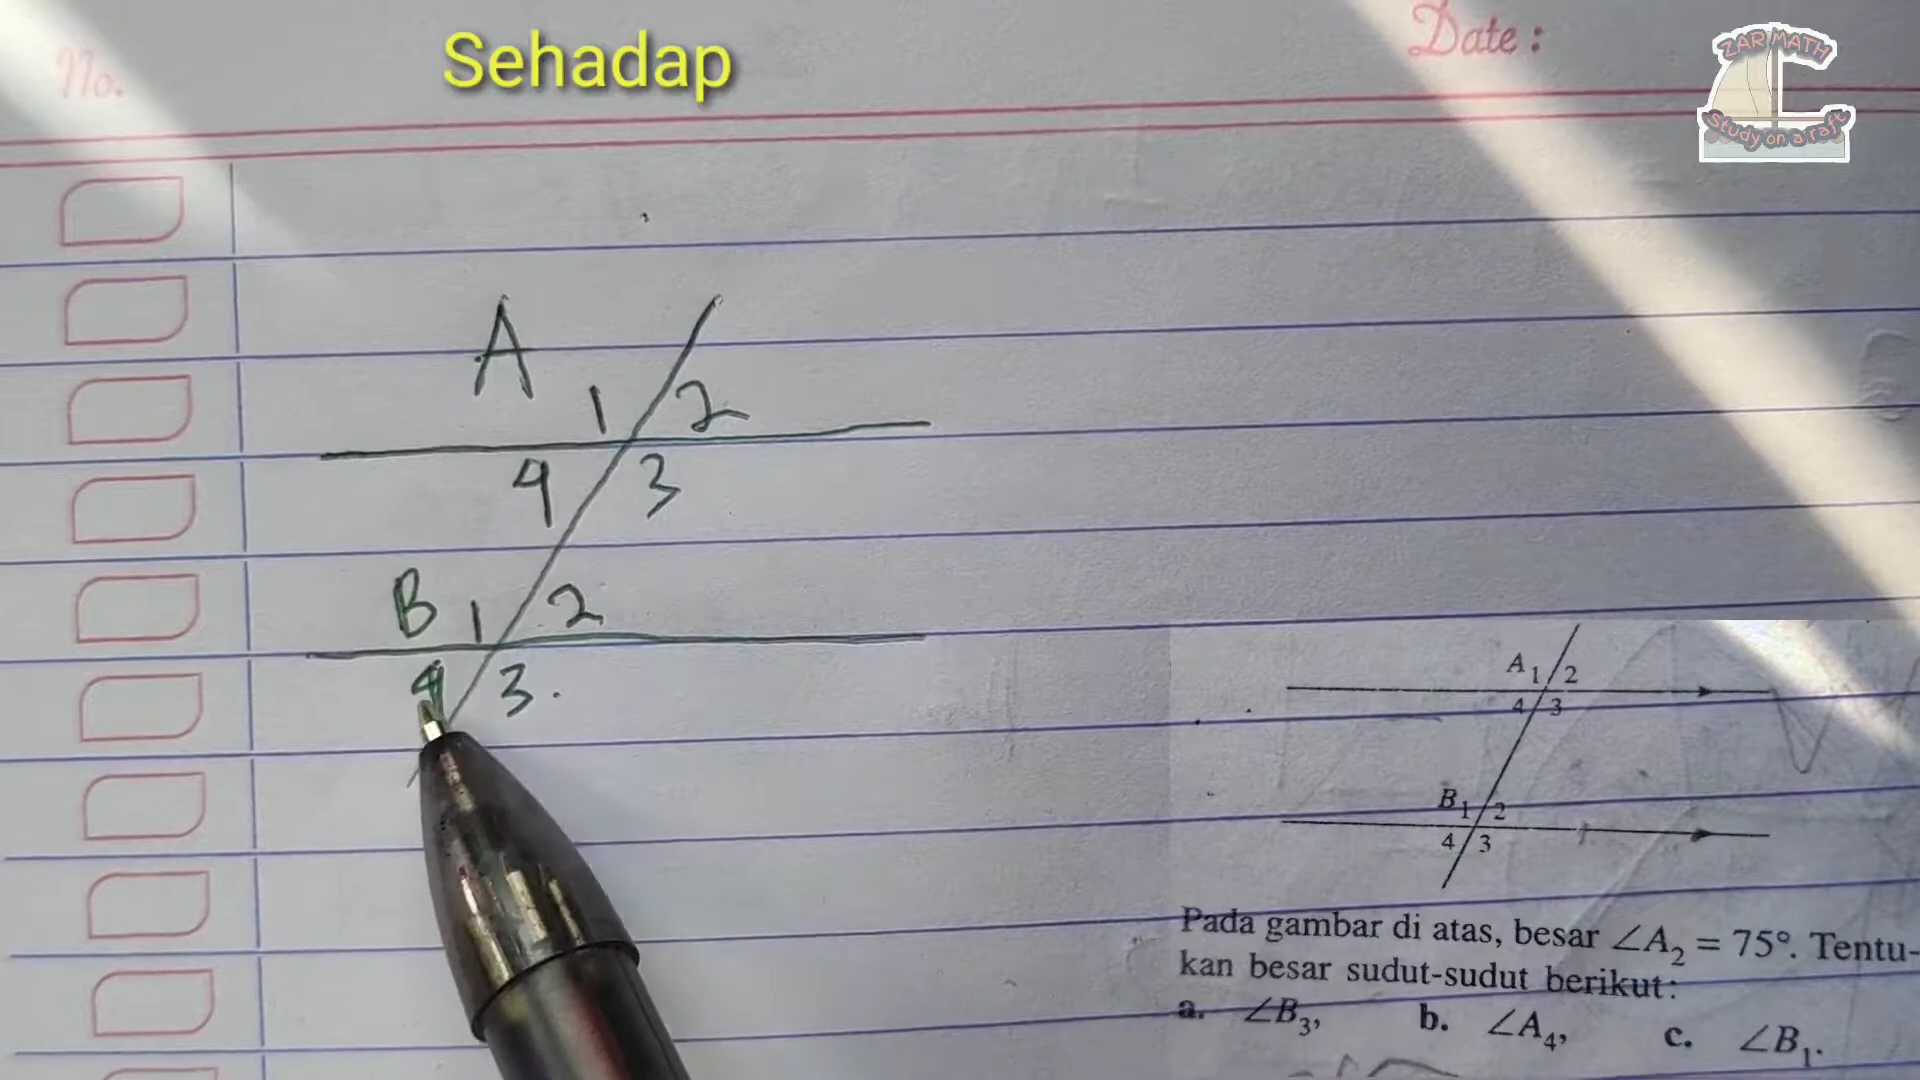 No.
Sehadap
Date :
ZAR MATH
Study on a raft
A
1 2
4 3
B 1 2
4 3.
A 1 2
4 3
B 1 2
4 3
Pada gambar di atas, besar ∠A₂ = 75°. Tentu-
kan besar sudut-sudut berikut:
a. ∠B₃, b. ∠A₄, c. ∠B₁.